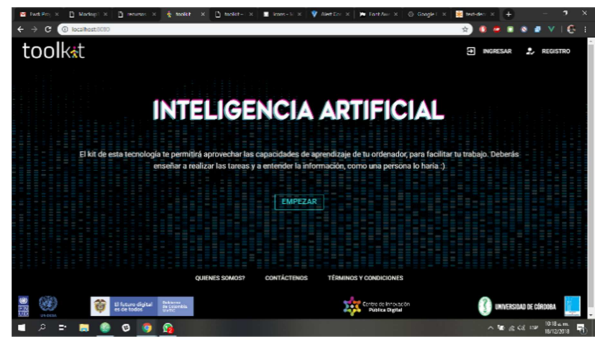 localhost:8080
toolkit
INGRESAR
REGISTRO
INTELIGENCIA ARTIFICIAL
El kit de esta tecnología te permitirá aprovechar las capacidades de aprendizaje de tu ordenador, para facilitar tu trabajo. Deberás
enseñar a realizar las tareas y a entender la información, como una persona lo haría :)
EMPEZAR
QUIENES SOMOS? CONTÁCTENOS TÉRMINOS Y CONDICIONES
El futuro digital
es de todos
Centro de Innovación
Pública Digital
UNIVERSIDAD DE CÓRDOBA
ESP